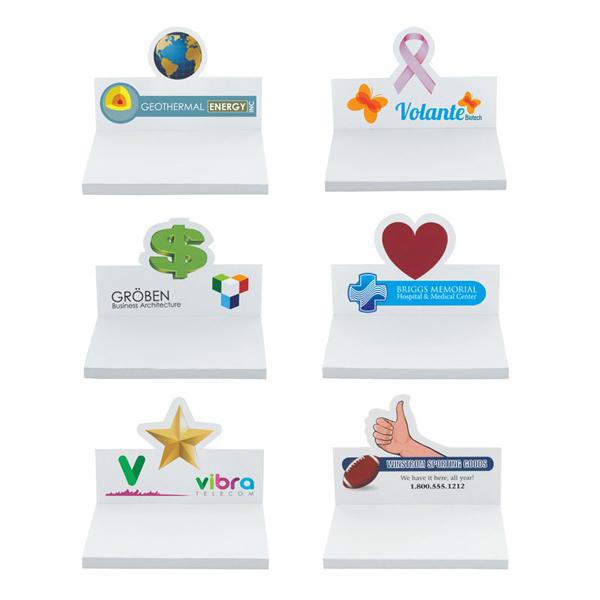 GEOTHERMAL ENERGY INC
Volante
Biotech
$
GRÖBEN
Business Architecture
BRIGGS MEMORIAL
Hospital & Medical Center
V
vibra
TELECOM
WINSTROM SPORTING GOODS
We have it here, all year!
1.800.555.1212